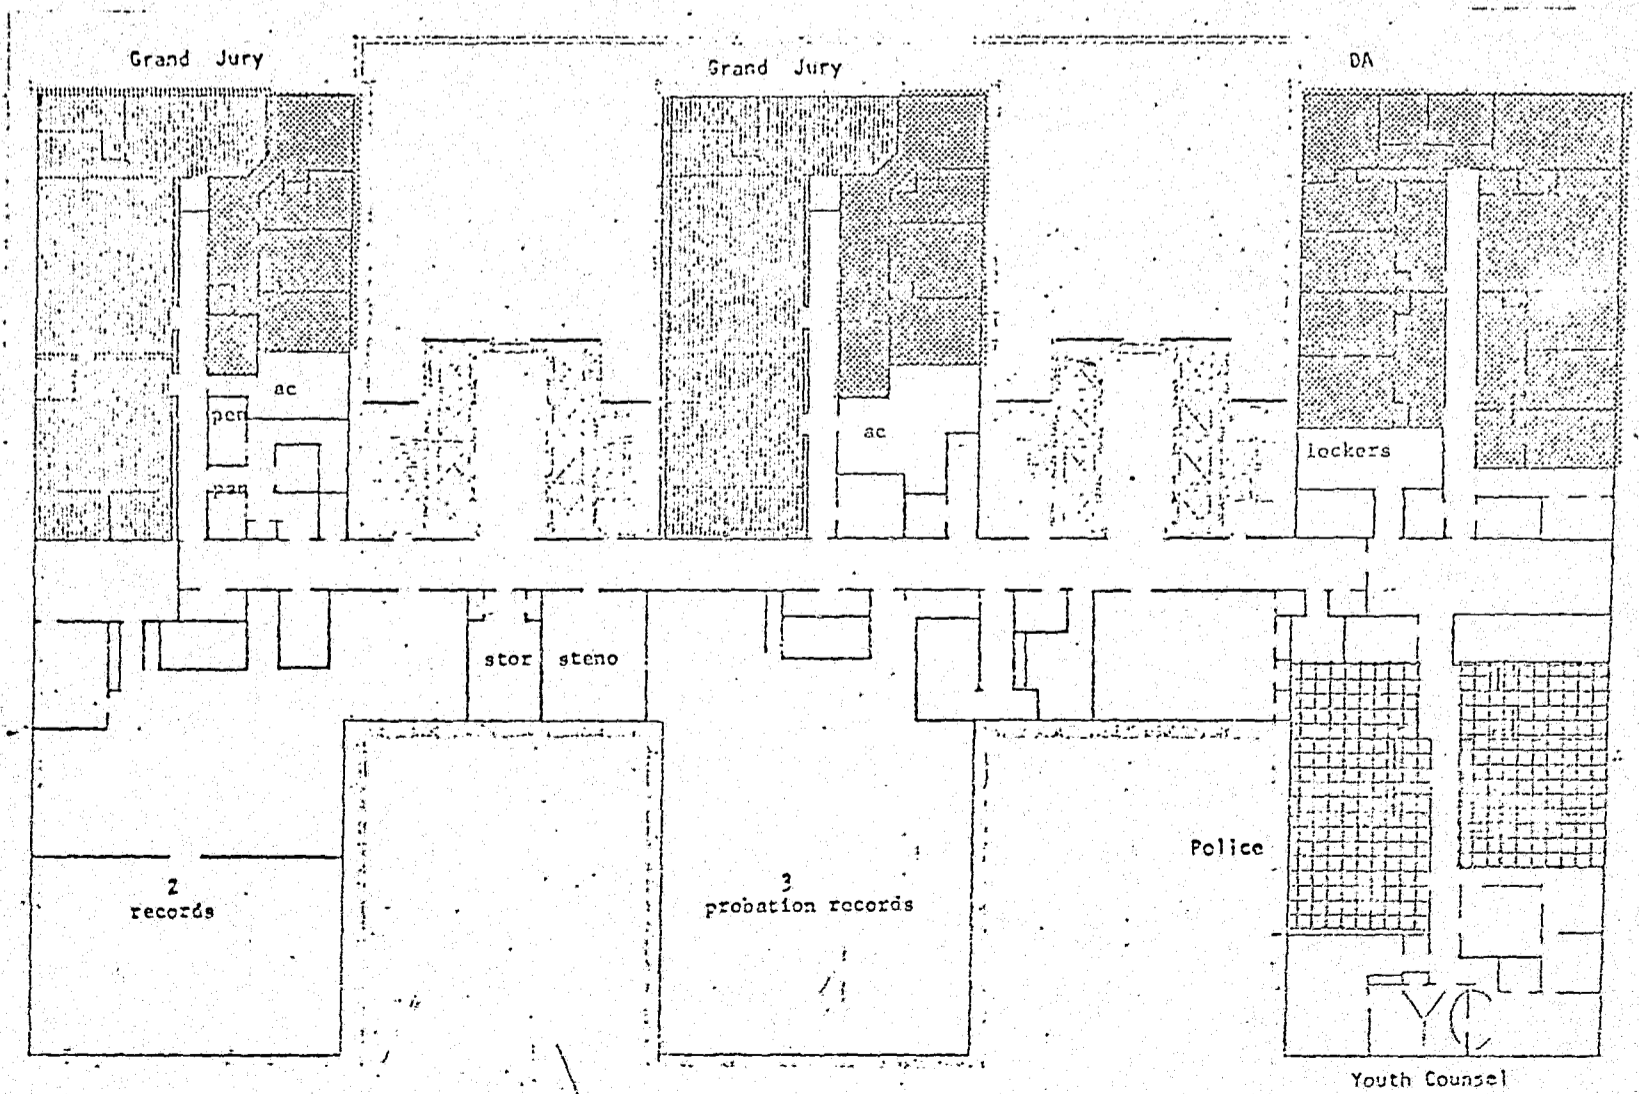 Grand Jury
Grand Jury
DA
ac
pen
pan
ac
lockers
stor
steno
Police
2
records
3
probation records
YC
Youth Counsel